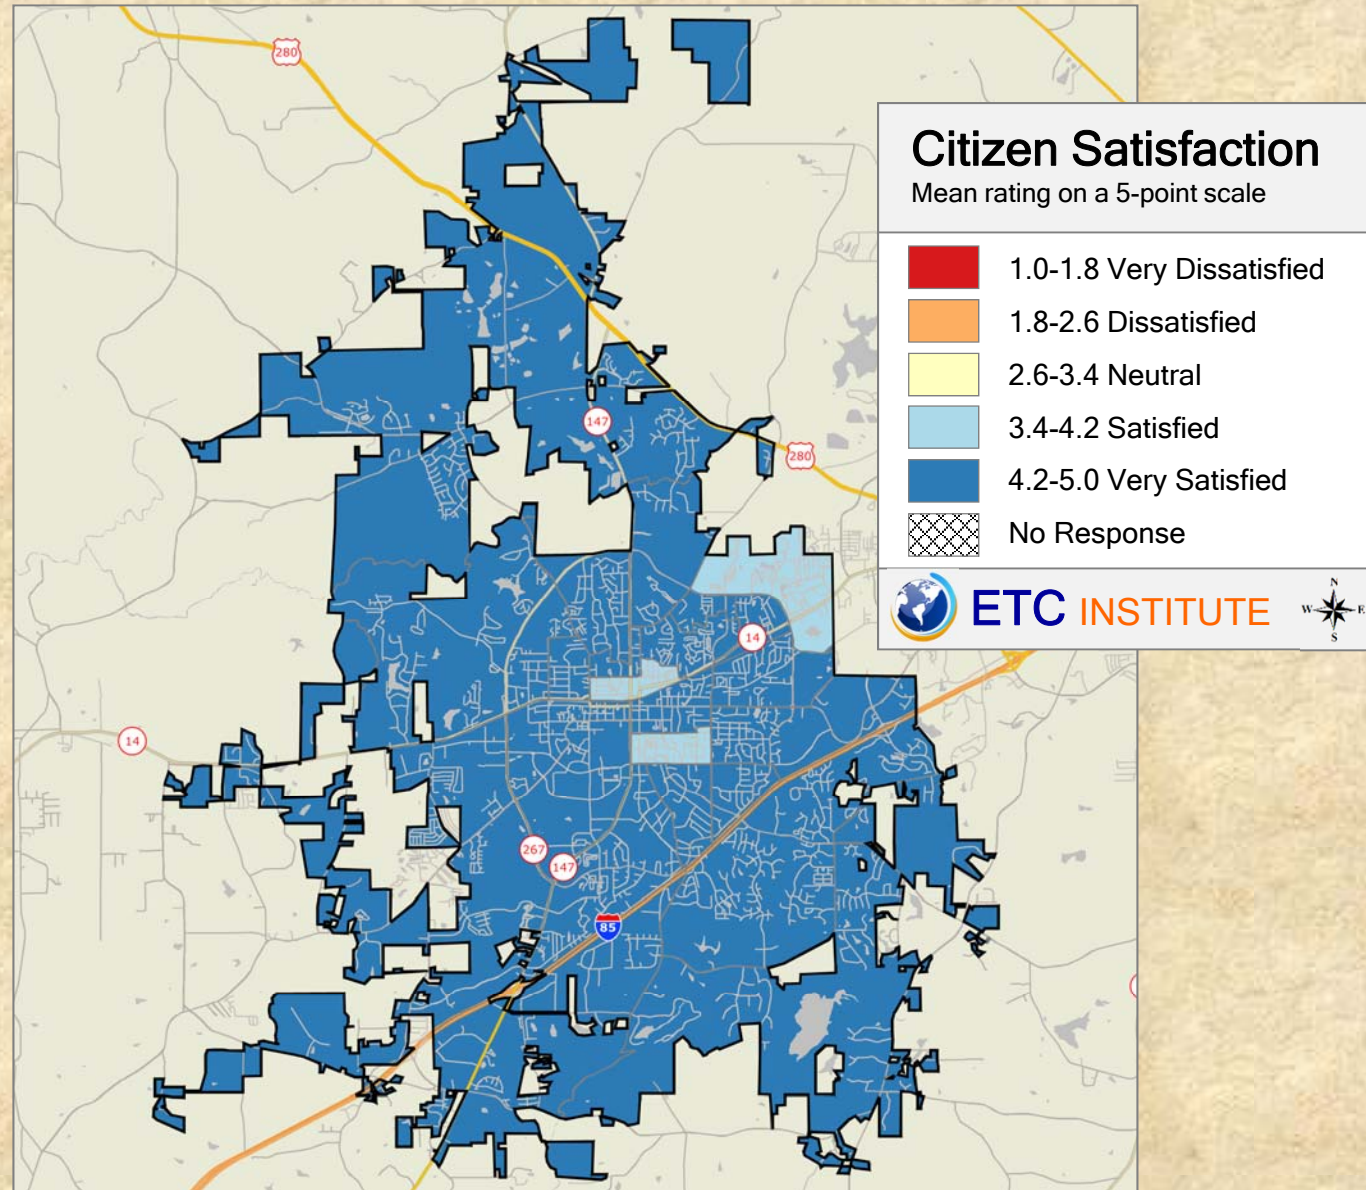 280
Citizen Satisfaction
Mean rating on a 5-point scale
1.0-1.8 Very Dissatisfied
1.8-2.6 Dissatisfied
2.6-3.4 Neutral
3.4-4.2 Satisfied
4.2-5.0 Very Satisfied
No Response
ETC INSTITUTE
N
W
E
S
147
280
14
14
267
147
85